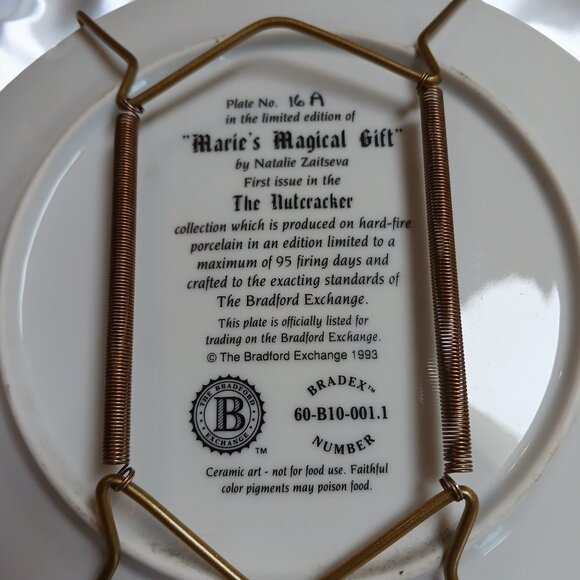 Plate No. 16 A
in the limited edition of
"Marie's Magical Gift"
by Natalie Zaitseva
First issue in the
The Nutcracker
collection which is produced on hard-fire
porcelain in an edition limited to a
maximum of 95 firing days and
crafted to the exacting standards of
The Bradford Exchange.
This plate is officially listed for
trading on the Bradford Exchange.
© The Bradford Exchange 1993
THE BRADFORD
B
EXCHANGE
TM
BRADEX™
60-B10-001.1
NUMBER
Ceramic art - not for food use. Faithful
color pigments may poison food.